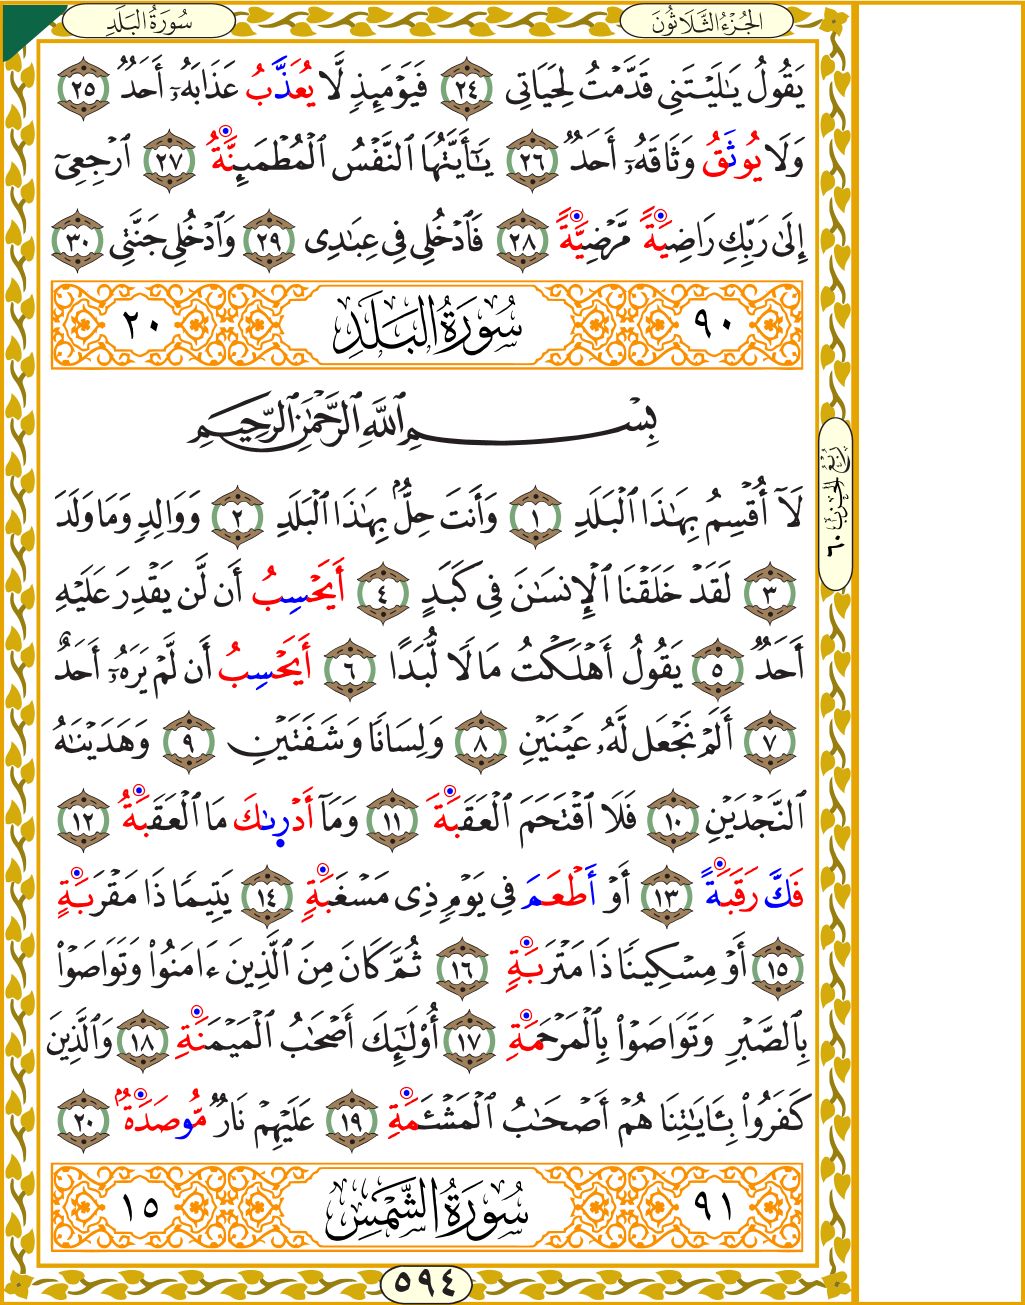 الجُزْءُ الثَّلَاثُونَ
سُورَةُ البَلَدِ
يَقُولُ يَـٰلَيْتَنِى قَدَّمْتُ لِحَيَاتِى ٢٤ فَيَوْمَئِذٍ لَّا يُعَذَّبُ عَذَابَهُۥٓ أَحَدٌ ٢٥
وَلَا يُوثَقُ وَثَاقَهُۥٓ أَحَدٌ ٢٦ يَـٰٓأَيَّتُهَا ٱلنَّفْسُ ٱلْمُطْمَئِنَّةُ ٢٧ ٱرْجِعِىٓ
إِلَىٰ رَبِّكِ رَاضِيَةً مَّرْضِيَّةً ٢٨ فَٱدْخُلِى فِى عِبَـٰدِى ٢٩ وَٱدْخُلِى جَنَّتِى ٣٠
٩٠ سُورَةُ البَلَدِ ٢٠
بِسْمِ ٱللَّهِ ٱلرَّحْمَـٰنِ ٱلرَّحِيمِ
لَآ أُقْسِمُ بِهَـٰذَا ٱلْبَلَدِ ١ وَأَنتَ حِلٌّۢ بِهَـٰذَا ٱلْبَلَدِ ٢ وَوَالِدٍ وَمَا وَلَدَ
٣ لَقَدْ خَلَقْنَا ٱلْإِنسَـٰنَ فِى كَبَدٍ ٤ أَيَحْسِبُ أَن لَّن يَقْدِرَ عَلَيْهِ
أَحَدٌ ٥ يَقُولُ أَهْلَكْتُ مَالًا لُّبَدًا ٦ أَيَحْسِبُ أَن لَّمْ يَرَهُۥٓ أَحَدٌ
٧ أَلَمْ نَجْعَل لَّهُۥ عَيْنَيْنِ ٨ وَلِسَانًا وَشَفَتَيْنِ ٩ وَهَدَيْنَـٰهُ
ٱلنَّجْدَيْنِ ١٠ فَلَا ٱقْتَحَمَ ٱلْعَقَبَةَ ١١ وَمَآ أَدْرَىٰكَ مَا ٱلْعَقَبَةُ ١٢
فَكَّ رَقَبَةً ١٣ أَوْ أَطْعَمَ فِى يَوْمٍ ذِى مَسْغَبَةٍ ١٤ يَتِيمًا ذَا مَقْرَبَةٍ
١٥ أَوْ مِسْكِينًا ذَا مَتْرَبَةٍ ١٦ ثُمَّ كَانَ مِنَ ٱلَّذِينَ ءَامَنُوا۟ وَتَوَاصَوْا۟
بِٱلصَّبْرِ وَتَوَاصَوْا۟ بِٱلْمَرْحَمَةِ ١٧ أُو۟لَـٰٓئِكَ أَصْحَـٰبُ ٱلْمَيْمَنَةِ ١٨ وَٱلَّذِينَ
كَفَرُوا۟ بِـَٔايَـٰتِنَا هُمْ أَصْحَـٰبُ ٱلْمَشْـَٔمَةِ ١٩ عَلَيْهِمْ نَارٌ مُّوصَدَةٌۢ ٢٠
٩١ سُورَةُ الشَّمْسِ ١٥
رُبْعُ الحِزْبِ ٦٠
٥٩٤